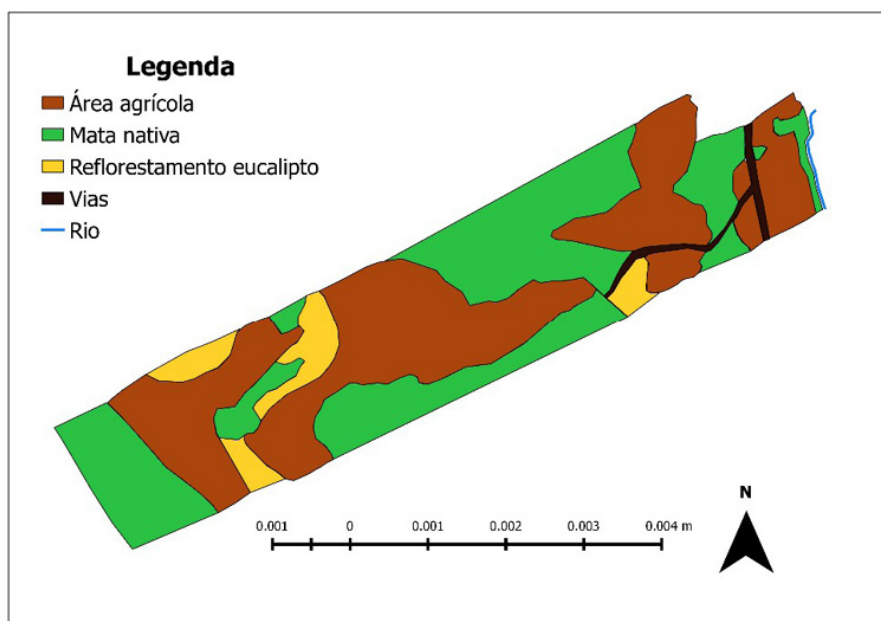 Legenda
Área agrícola
Mata nativa
Reflorestamento eucalipto
Vias
Rio
N
0.001 0 0.001 0.002 0.003 0.004 m